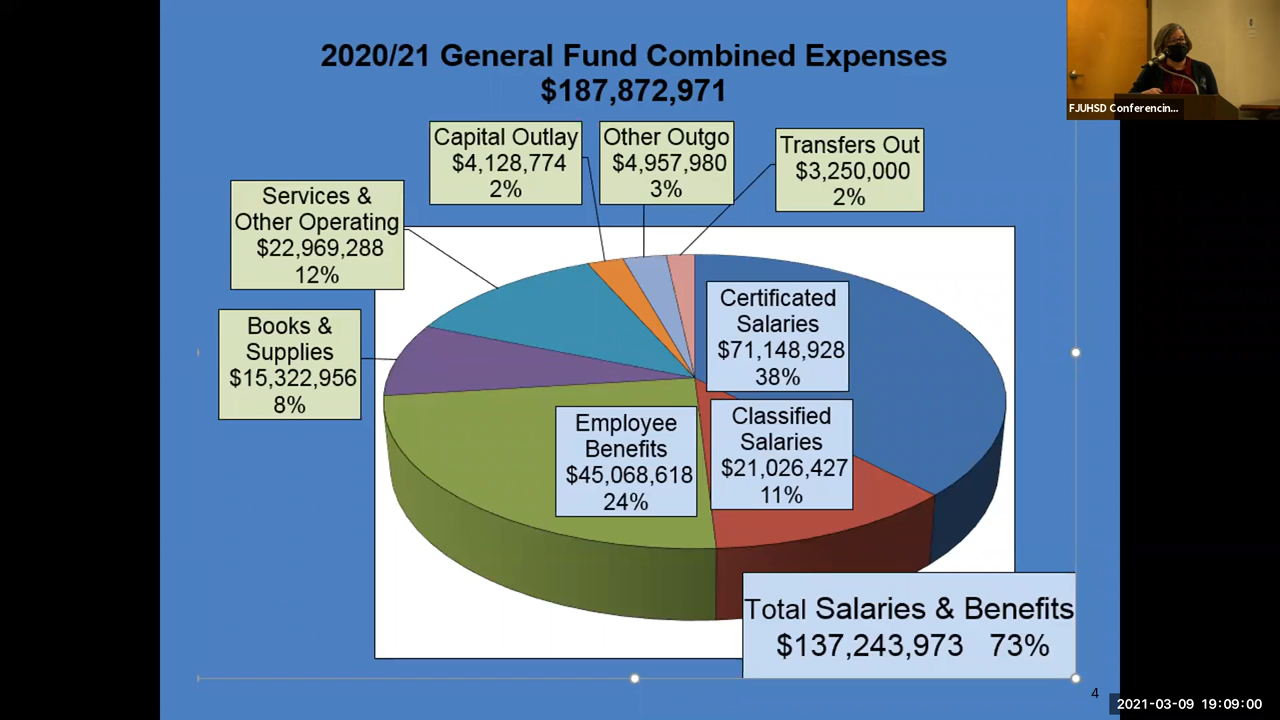 2020/21 General Fund Combined Expenses
$187,872,971
Capital Outlay
$4,128,774
2%
Other Outgo
$4,957,980
3%
Transfers Out
$3,250,000
2%
Services &
Other Operating
$22,969,288
12%
Books &
Supplies
$15,322,956
8%
Certificated
Salaries
$71,148,928
38%
Classified
Salaries
$21,026,427
11%
Employee
Benefits
$45,068,618
24%
Total Salaries & Benefits
$137,243,973 73%
4
FJUHSD Conferencin...
2021-03-09 19:09:00